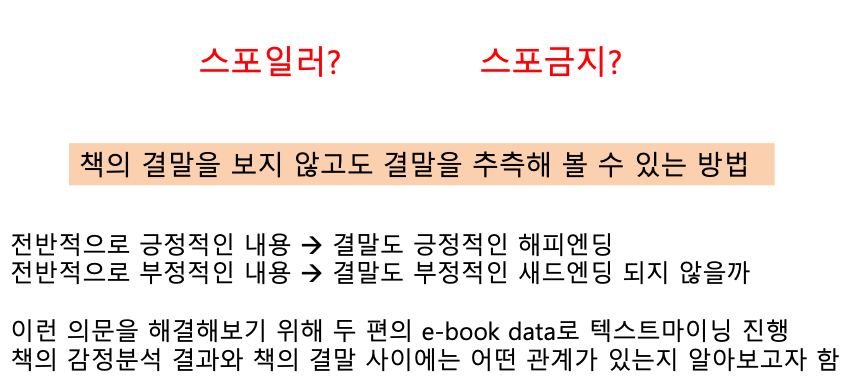 스포일러? 스포금지?
책의 결말을 보지 않고도 결말을 추측해 볼 수 있는 방법
전반적으로 긍정적인 내용 → 결말도 긍정적인 해피엔딩
전반적으로 부정적인 내용 → 결말도 부정적인 새드엔딩 되지 않을까
이런 의문을 해결해보기 위해 두 편의 e-book data로 텍스트마이닝 진행
책의 감정분석 결과와 책의 결말 사이에는 어떤 관계가 있는지 알아보고자 함